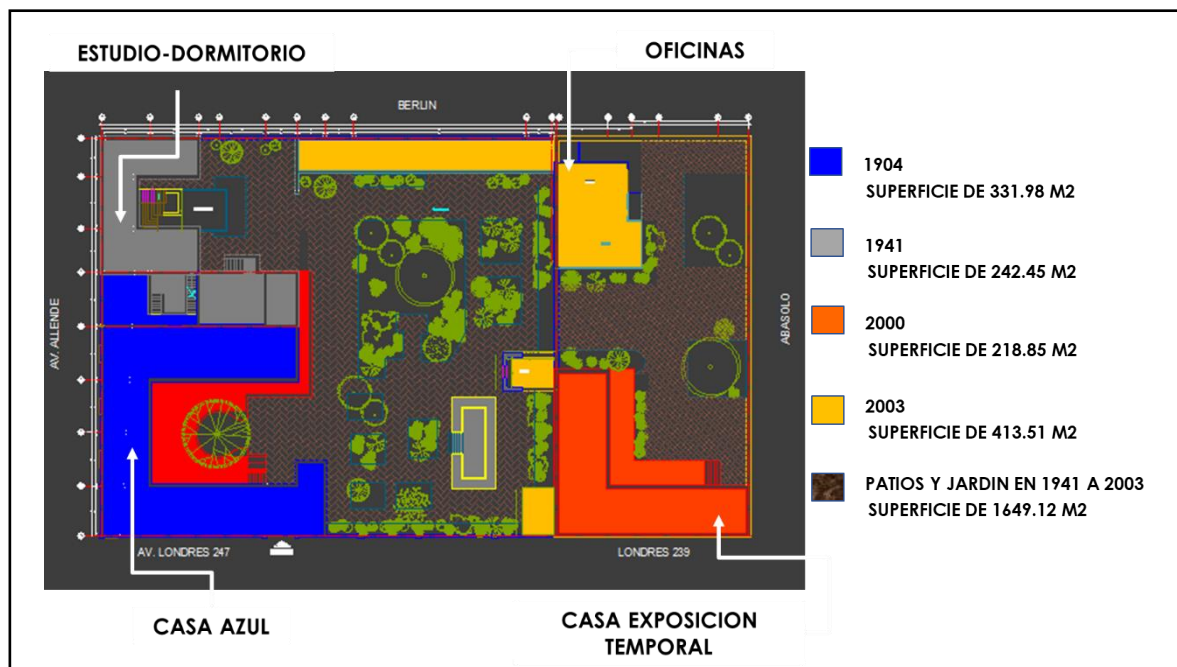 ESTUDIO-DORMITORIO
OFICINAS
BERLIN
AV. ALLENDE
ABASOLO
AV. LONDRES 247
LONDRES 239
CASA AZUL
CASA EXPOSICION
TEMPORAL
1904
SUPERFICIE DE 331.98 M2
1941
SUPERFICIE DE 242.45 M2
2000
SUPERFICIE DE 218.85 M2
2003
SUPERFICIE DE 413.51 M2
PATIOS Y JARDIN EN 1941 A 2003
SUPERFICIE DE 1649.12 M2